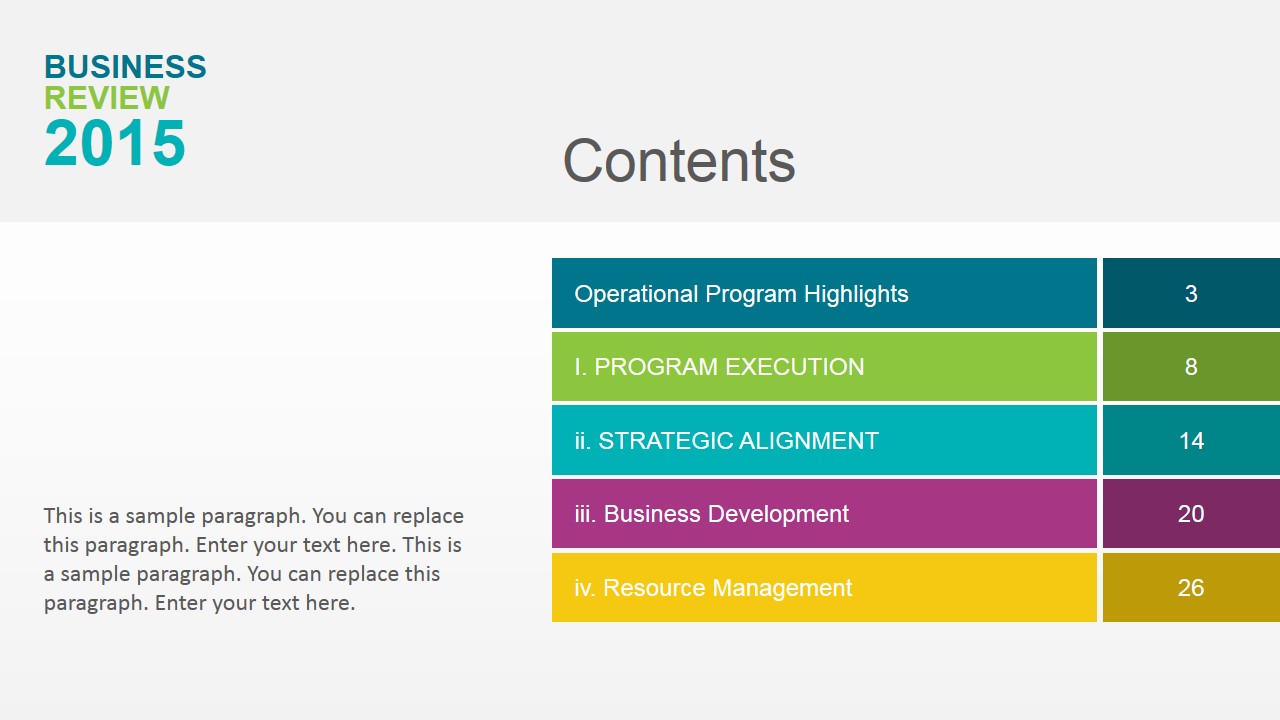 BUSINESS
REVIEW
2015
Contents
Operational Program Highlights 3
I. PROGRAM EXECUTION 8
ii. STRATEGIC ALIGNMENT 14
iii. Business Development 20
iv. Resource Management 26
This is a sample paragraph. You can replace
this paragraph. Enter your text here. This is
a sample paragraph. You can replace this
paragraph. Enter your text here.